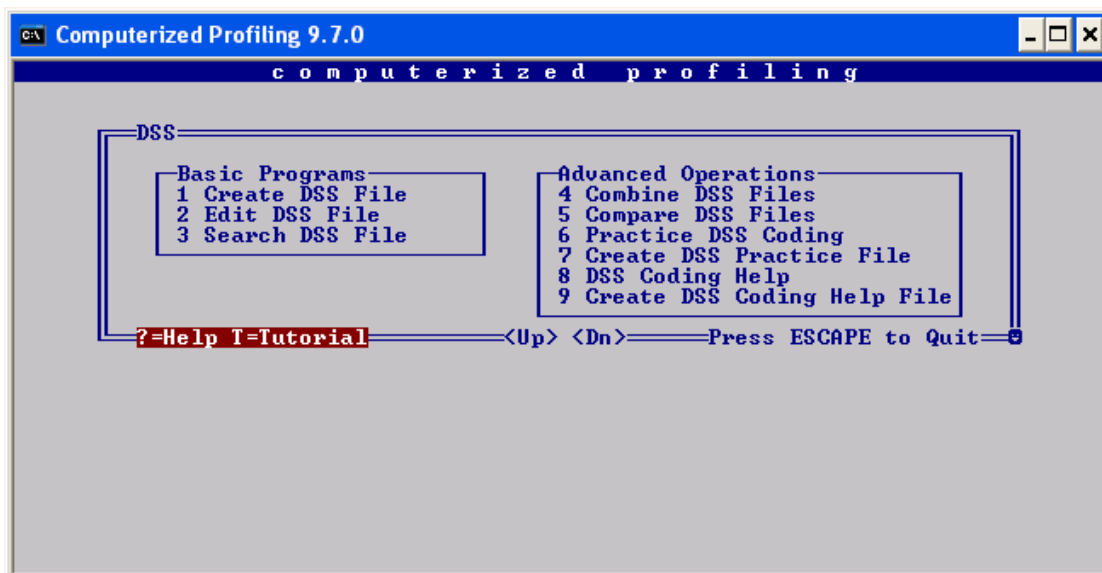 Computerized Profiling 9.7.0
computerized profiling
DSS
Basic Programs
1 Create DSS File
2 Edit DSS File
3 Search DSS File
Advanced Operations
4 Combine DSS Files
5 Compare DSS Files
6 Practice DSS Coding
7 Create DSS Practice File
8 DSS Coding Help
9 Create DSS Coding Help File
?=Help T=Tutorial <Up> <Dn> Press ESCAPE to Quit